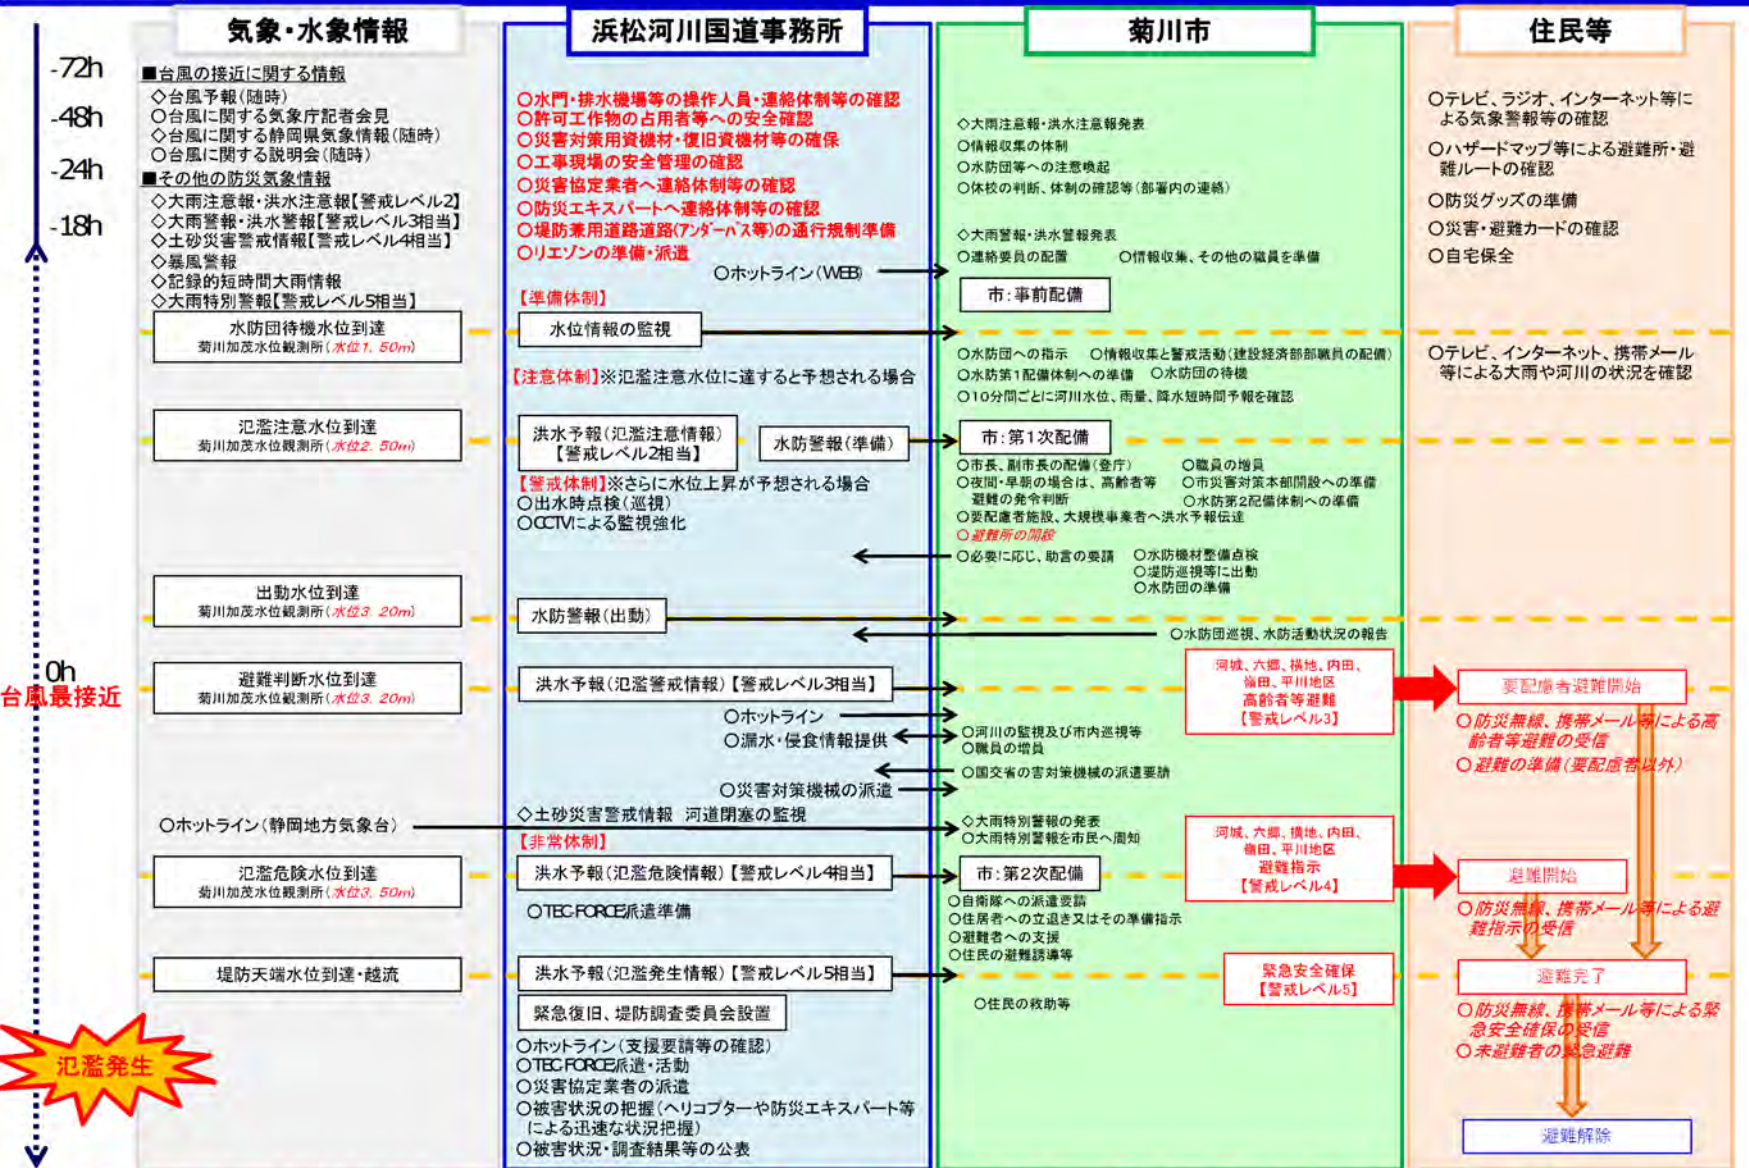 気象・水象情報
浜松河川国道事務所
菊川市
住民等
-72h
-48h
-24h
-18h
0h
台風最接近
氾濫発生
■台風の接近に関する情報
◇台風予報(随時)
○台風に関する気象庁記者会見
◇台風に関する静岡県気象情報(随時)
○台風に関する説明会(随時)
■その他の防災気象情報
◇大雨注意報・洪水注意報【警戒レベル2】
◇大雨警報・洪水警報【警戒レベル3相当】
◇土砂災害警戒情報【警戒レベル4相当】
◇暴風警報
◇記録的短時間大雨情報
◇大雨特別警報【警戒レベル5相当】
水防団待機水位到達
菊川加茂水位観測所(水位1.50m)
氾濫注意水位到達
菊川加茂水位観測所(水位2.50m)
出動水位到達
菊川加茂水位観測所(水位3.20m)
避難判断水位到達
菊川加茂水位観測所(水位3.20m)
○ホットライン(静岡地方気象台)
氾濫危険水位到達
菊川加茂水位観測所(水位3.50m)
堤防天端水位到達・越流
○水門・排水機場等の操作人員・連絡体制等の確認
○許可工作物の占用者等への安全確認
○災害対策用資機材・復旧資機材等の確保
○工事現場の安全管理の確認
○災害協定業者へ連絡体制等の確認
○防災エキスパートへ連絡体制等の確認
○堤防兼用道路道路(アンダーパス等)の通行規制準備
○リエゾンの準備・派遣
○ホットライン(WEB)
【準備体制】
水位情報の監視
【注意体制】※氾濫注意水位に達すると予想される場合
洪水予報(氾濫注意情報)
【警戒レベル2相当】
水防警報(準備)
【警戒体制】※さらに水位上昇が予想される場合
○出水時点検(巡視)
○CCTVによる監視強化
水防警報(出動)
洪水予報(氾濫警戒情報)【警戒レベル3相当】
○ホットライン
○漏水・侵食情報提供
○災害対策機械の派遣
◇土砂災害警戒情報 河道閉塞の監視
【非常体制】
洪水予報(氾濫危険情報)【警戒レベル4相当】
○TEC-FORCE派遣準備
洪水予報(氾濫発生情報)【警戒レベル5相当】
緊急復旧、堤防調査委員会設置
○ホットライン(支援要請等の確認)
○TEC-FORCE派遣・活動
○災害協定業者の派遣
○被害状況の把握(ヘリコプターや防災エキスパート等
による迅速な状況把握)
○被害状況・調査結果等の公表
◇大雨注意報・洪水注意報発表
○情報収集の体制
○水防団等への注意喚起
○休校の判断、体制の確認等(部署内の連絡)
◇大雨警報・洪水警報発表
○連絡要員の配置 ○情報収集、その他の職員を準備
市:事前配備
○水防団への指示 ○情報収集と警戒活動(建設経済部部職員の配備)
○水防第1配備体制への準備 ○水防団の待機
○10分間ごとに河川水位、雨量、降水短時間予報を確認
市:第1次配備
○市長、副市長の配備(登庁) ○職員の増員
○夜間・早朝の場合は、高齢者等 ○市災害対策本部開設への準備
避難の発令判断 ○水防第2配備体制への準備
○要配慮者施設、大規模事業者へ洪水予報伝達
○避難所の開設
○必要に応じ、助言の要請 ○水防機材整備点検
○堤防巡視等に出動
○水防団の準備
○水防団巡視、水防活動状況の報告
河城、六郷、横地、内田、
嶺田、平川地区
高齢者等避難
【警戒レベル3】
○河川の監視及び市内巡視等
○職員の増員
○国交省の害対策機械の派遣要請
◇大雨特別警報の発表
○大雨特別警報を市民へ周知
河城、六郷、横地、内田、
嶺田、平川地区
避難指示
【警戒レベル4】
市:第2次配備
○自衛隊への派遣要請
○住居者への立退き又はその準備指示
○避難者への支援
○住民の避難誘導等
緊急安全確保
【警戒レベル5】
○住民の救助等
○テレビ、ラジオ、インターネット等に
よる気象警報等の確認
○ハザードマップ等による避難所・避
難ルートの確認
○防災グッズの準備
○災害・避難カードの確認
○自宅保全
○テレビ、インターネット、携帯メール
等による大雨や河川の状況を確認
要配慮者避難開始
○防災無線、携帯メール等による高
齢者等避難の受信
○避難の準備(要配慮者以外)
避難開始
○防災無線、携帯メール等による避
難指示の受信
避難完了
○防災無線、携帯メール等による緊
急安全確保の受信
○未避難者の緊急避難
避難解除